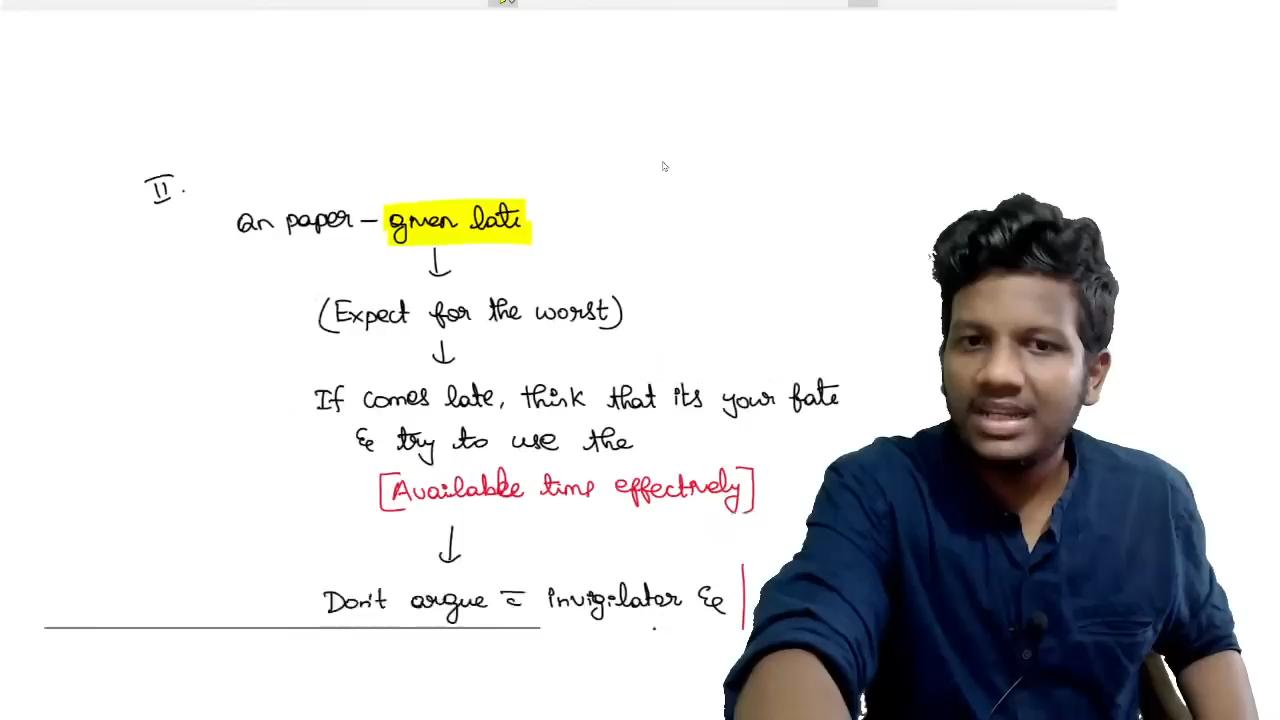 II.
Qn paper - given late
↓
(Expect for the worst)
↓
If comes late, think that its your fate
& try to use the
[Available time effectively]
↓
Don't argue c̄ invigilator &